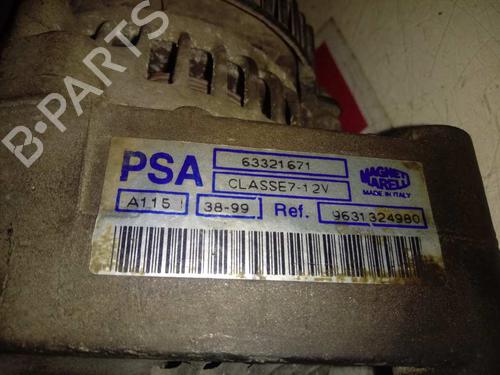 B-PARTS
PSA
63321671
CLASSE7-12V
MAGNETI
MARELLI
MADE IN ITALY
A115
38-99
Ref.
9631324980